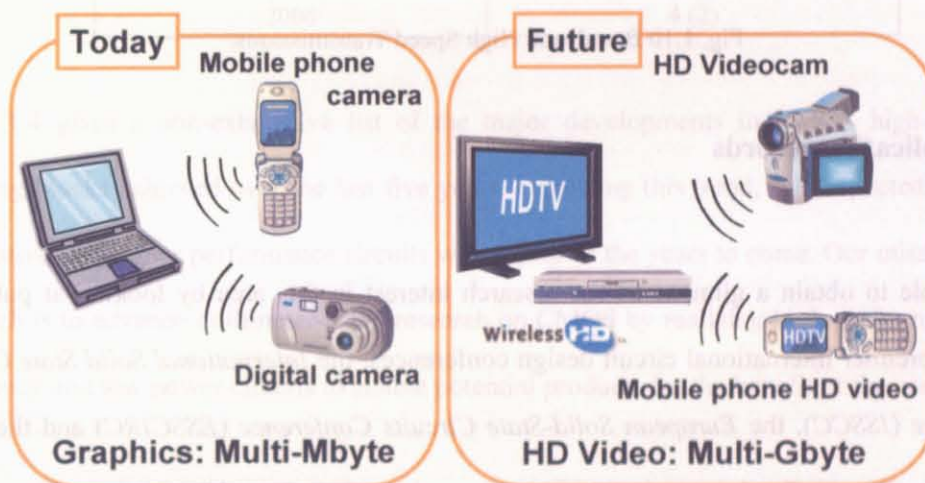 Today
Mobile phone
camera
Digital camera
Graphics: Multi-Mbyte
Future
HD Videocam
HDTV
Wireless HD
HDTV
Mobile phone HD video
HD Video: Multi-Gbyte